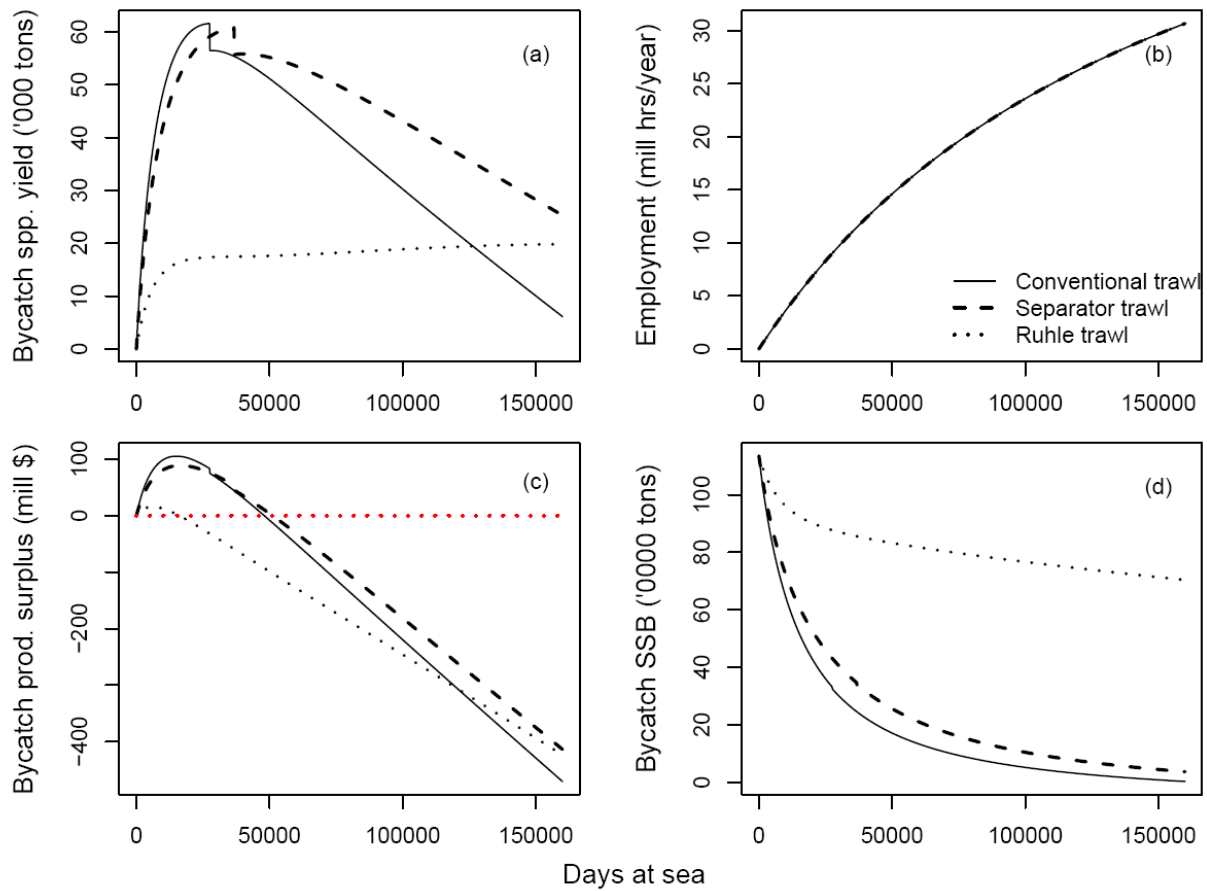 Bycatch spp. yield ('000 tons)
60
50
40
30
20
10
0
(a)
0 50000 100000 150000
Employment (mill hrs/year)
30
25
20
15
10
5
0
(b)
Conventional trawl
Separator trawl
Ruhle trawl
0 50000 100000 150000
Bycatch prod. surplus (mill $)
100
0
−200
−400
(c)
0 50000 100000 150000
Bycatch SSB ('0000 tons)
100
80
60
40
20
0
(d)
0 50000 100000 150000
Days at sea